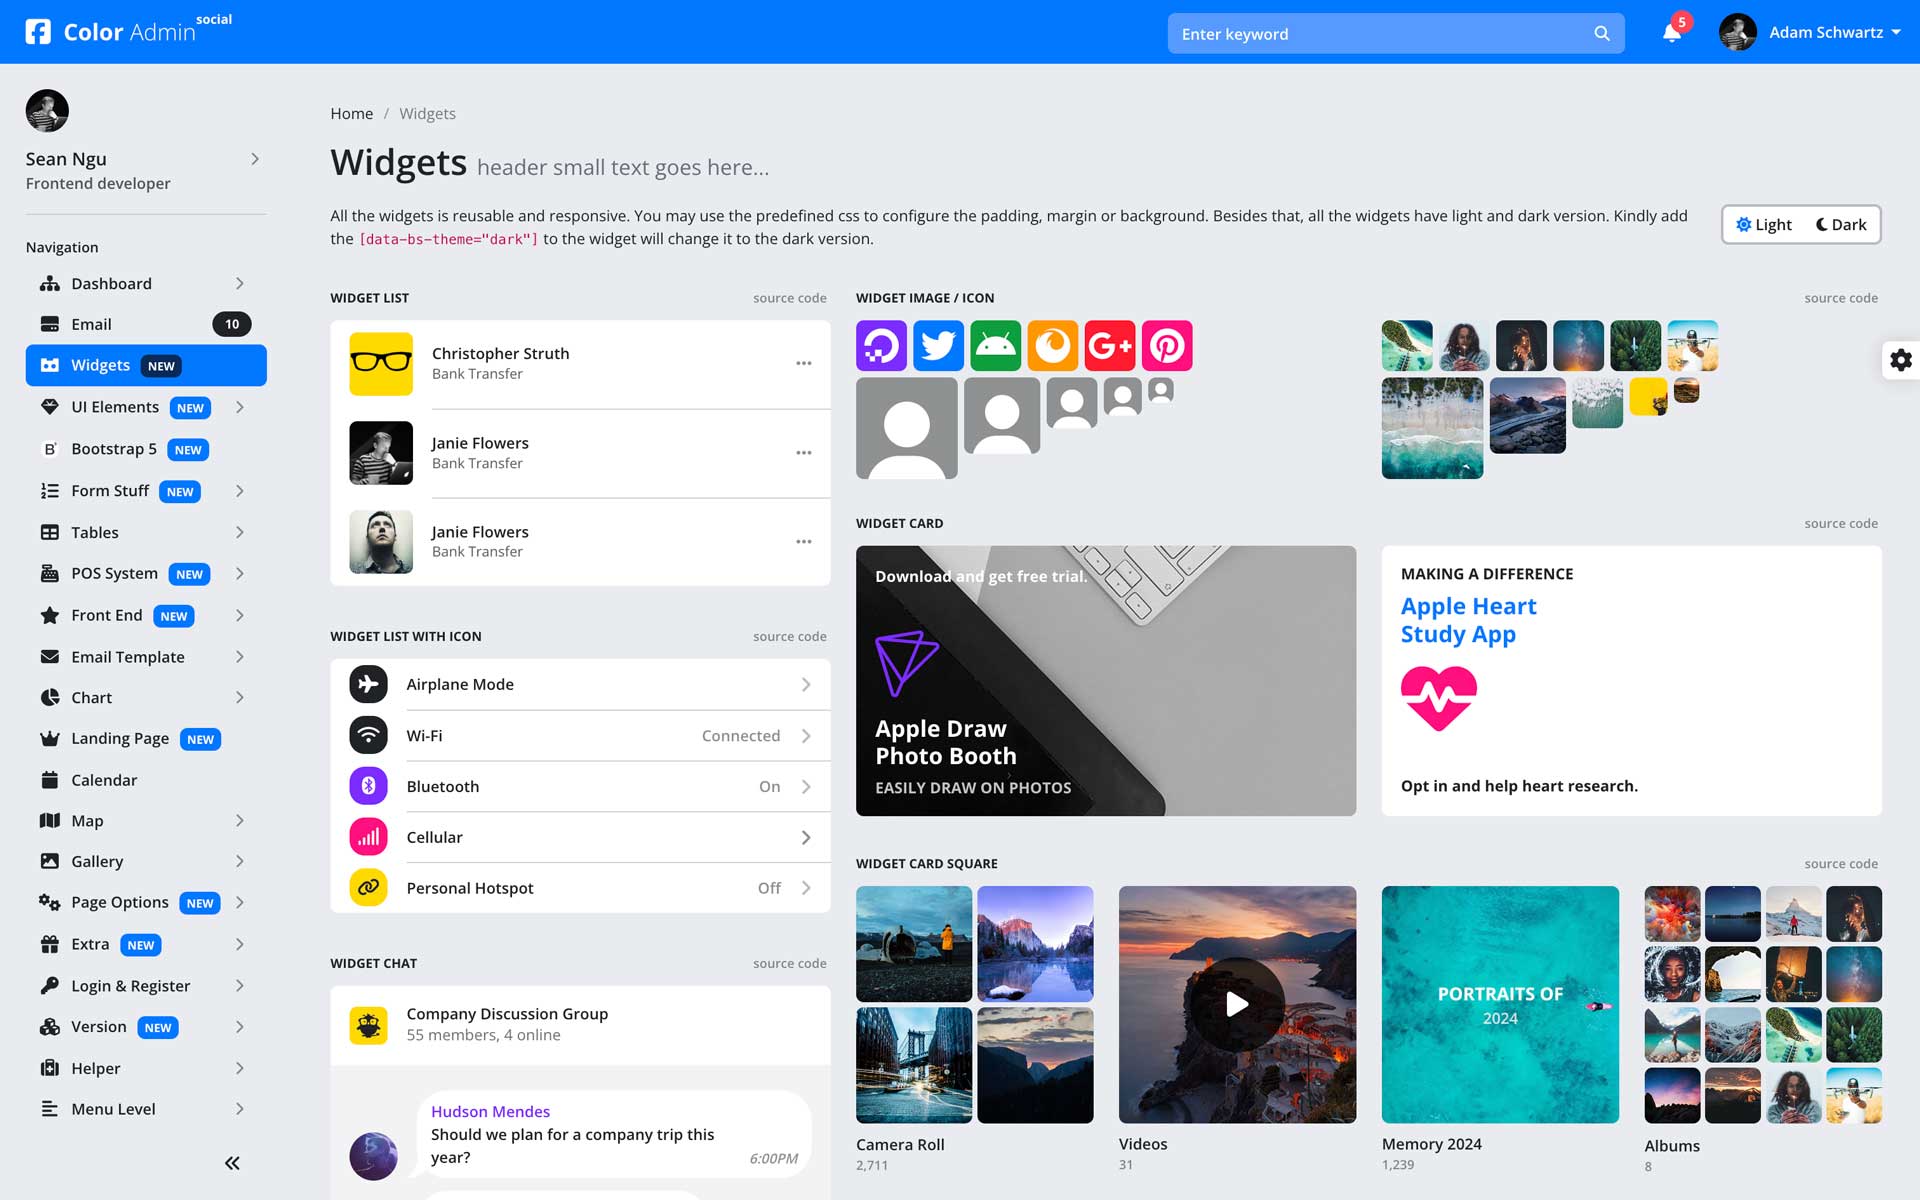 Color Admin social
Enter keyword
5
Adam Schwartz
Sean Ngu
Frontend developer
Navigation
Dashboard
Email 10
Widgets NEW
UI Elements NEW
B Bootstrap 5 NEW
Form Stuff NEW
Tables
POS System NEW
Front End NEW
Email Template
Chart
Landing Page NEW
Calendar
Map
Gallery
Page Options NEW
Extra NEW
Login & Register
Version NEW
Helper
Menu Level
Home / Widgets
Widgets header small text goes here...
All the widgets is reusable and responsive. You may use the predefined css to configure the padding, margin or background. Besides that, all the widgets have light and dark version. Kindly add
the [data-bs-theme="dark"] to the widget will change it to the dark version.
Light Dark
WIDGET LIST source code
Christopher Struth
Bank Transfer
Janie Flowers
Bank Transfer
Janie Flowers
Bank Transfer
WIDGET LIST WITH ICON source code
Airplane Mode
Wi-Fi Connected
Bluetooth On
Cellular
Personal Hotspot Off
WIDGET CHAT source code
Company Discussion Group
55 members, 4 online
Hudson Mendes
Should we plan for a company trip this
year?
6:00PM
WIDGET IMAGE / ICON source code
G+
WIDGET CARD source code
Download and get free trial.
Apple Draw
Photo Booth
EASILY DRAW ON PHOTOS
MAKING A DIFFERENCE
Apple Heart
Study App
Opt in and help heart research.
WIDGET CARD SQUARE source code
Camera Roll
2,711
Videos
31
PORTRAITS OF
2024
Memory 2024
1,239
Albums
8